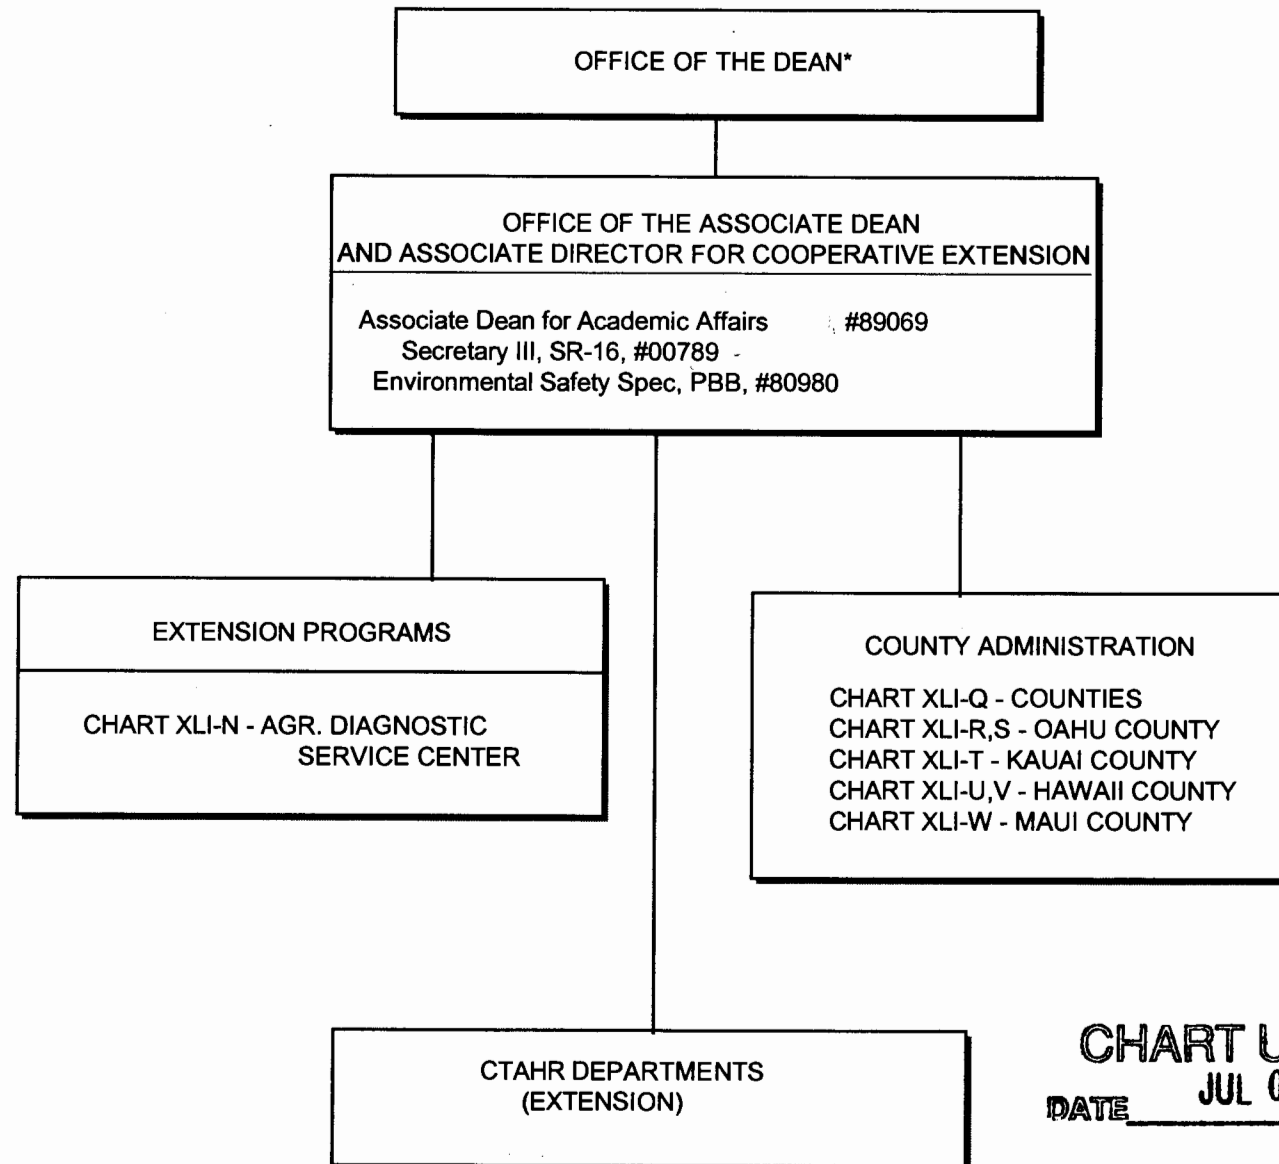 OFFICE OF THE DEAN*
OFFICE OF THE ASSOCIATE DEAN
AND ASSOCIATE DIRECTOR FOR COOPERATIVE EXTENSION
Associate Dean for Academic Affairs #89069
Secretary III, SR-16, #00789
Environmental Safety Spec, PBB, #80980
EXTENSION PROGRAMS
CHART XLI-N - AGR. DIAGNOSTIC
SERVICE CENTER
COUNTY ADMINISTRATION
CHART XLI-Q - COUNTIES
CHART XLI-R,S - OAHU COUNTY
CHART XLI-T - KAUAI COUNTY
CHART XLI-U,V - HAWAII COUNTY
CHART XLI-W - MAUI COUNTY
CTAHR DEPARTMENTS
(EXTENSION)
CHART
DATE JUL